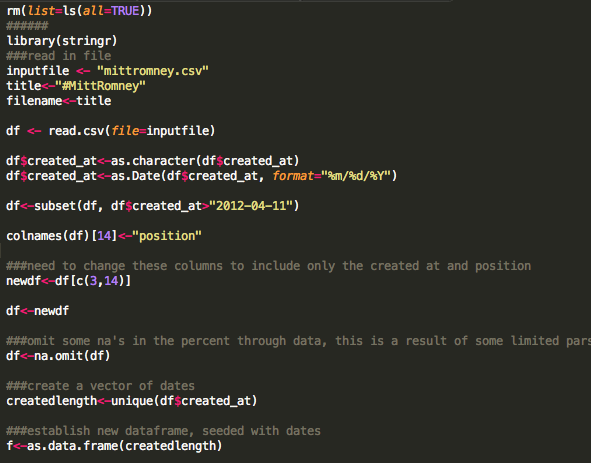 rm(list=ls(all=TRUE))
######
library(stringr)
###read in file
inputfile <- "mittromney.csv"
title<-"#MittRomney"
filename<-title
df <- read.csv(file=inputfile)
df$created_at<-as.character(df$created_at)
df$created_at<-as.Date(df$created_at, format="%m/%d/%Y")
df<-subset(df, df$created_at>"2012-04-11")
colnames(df)[14]<-"position"
###need to change these columns to include only the created at and position
newdf<-df[c(3,14)]
df<-newdf
###omit some na's in the percent through data, this is a result of some limited pars
df<-na.omit(df)
###create a vector of dates
createdlength<-unique(df$created_at)
###establish new dataframe, seeded with dates
f<-as.data.frame(createdlength)